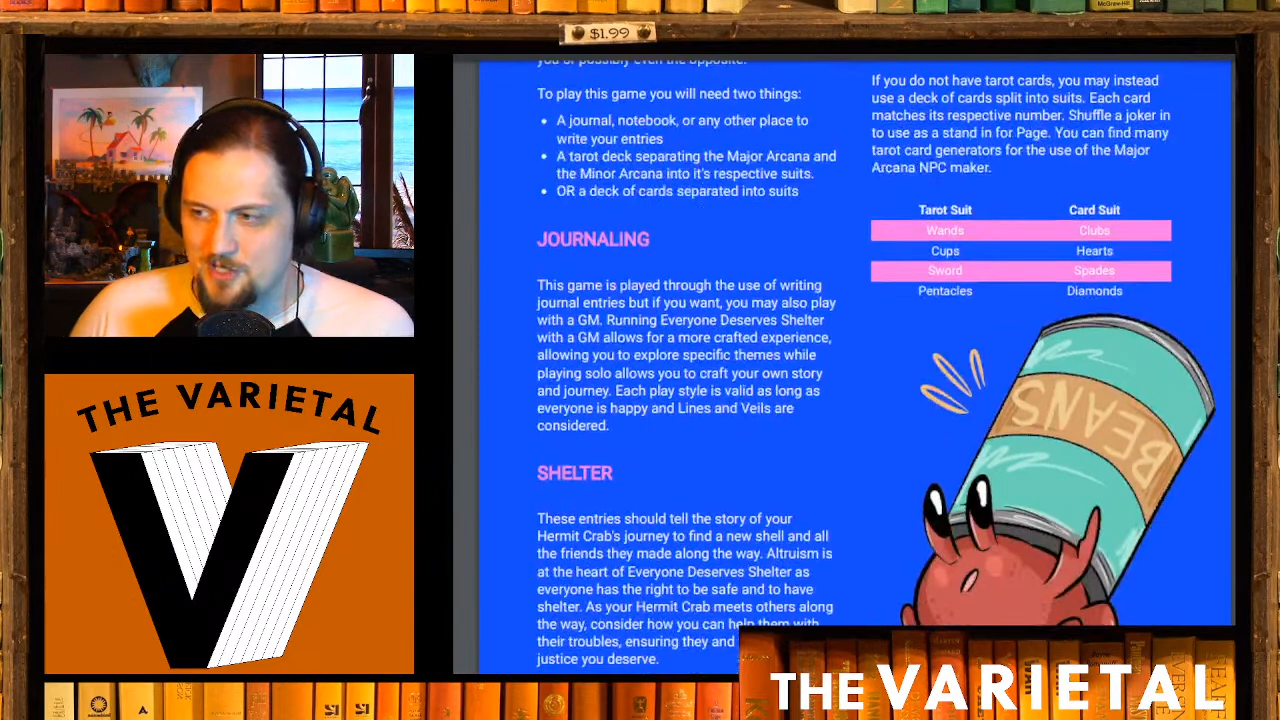 McGraw-Hill
$1.99
you or possibly even the opposite.
To play this game you will need two things:
• A journal, notebook, or any other place to
write your entries
• A tarot deck separating the Major Arcana and
the Minor Arcana into it's respective suits.
• OR a deck of cards separated into suits
JOURNALING
This game is played through the use of writing
journal entries but if you want, you may also play
with a GM. Running Everyone Deserves Shelter
with a GM allows for a more crafted experience,
allowing you to explore specific themes while
playing solo allows you to craft your own story
and journey. Each play style is valid as long as
everyone is happy and Lines and Veils are
considered.
SHELTER
These entries should tell the story of your
Hermit Crab's journey to find a new shell and all
the friends they made along the way. Altruism is
at the heart of Everyone Deserves Shelter as
everyone has the right to be safe and to have
shelter. As your Hermit Crab meets others along
the way, consider how you can help them with
their troubles, ensuring they and
justice you deserve.
If you do not have tarot cards, you may instead
use a deck of cards split into suits. Each card
matches its respective number. Shuffle a joker in
to use as a stand in for Page. You can find many
tarot card generators for the use of the Major
Arcana NPC maker.
Tarot Suit Card Suit
Wands Clubs
Cups Hearts
Sword Spades
Pentacles Diamonds
BEANS
THE VARIETAL
V
THE VARIETAL